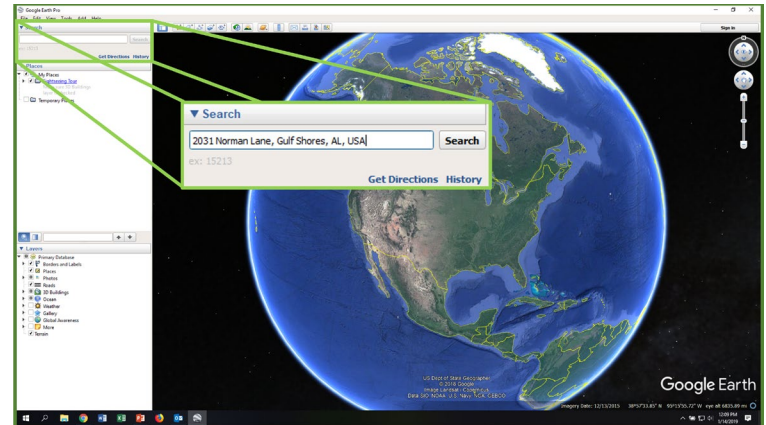 Google Earth Pro
File Edit View Tools Add Help
▼ Search
Search
ex: 15213
Get Directions History
Sign in
▼ Places
My Places
Sightseeing Tour
Temporary Places
▼ Search
2031 Norman Lane, Gulf Shores, AL, USA
Search
ex: 15213
Get Directions History
▼ Layers
Primary Database
Borders and Labels
Places
Photos
Roads
3D Buildings
Ocean
Weather
Gallery
Global Awareness
More
Terrain
US Dept of State Geographer
© 2018 Google
Image Landsat / Copernicus
Data SIO, NOAA, U.S. Navy, NGA, GEBCO
Google Earth
Imagery Date: 12/13/2015
12:09 PM
1/14/2019